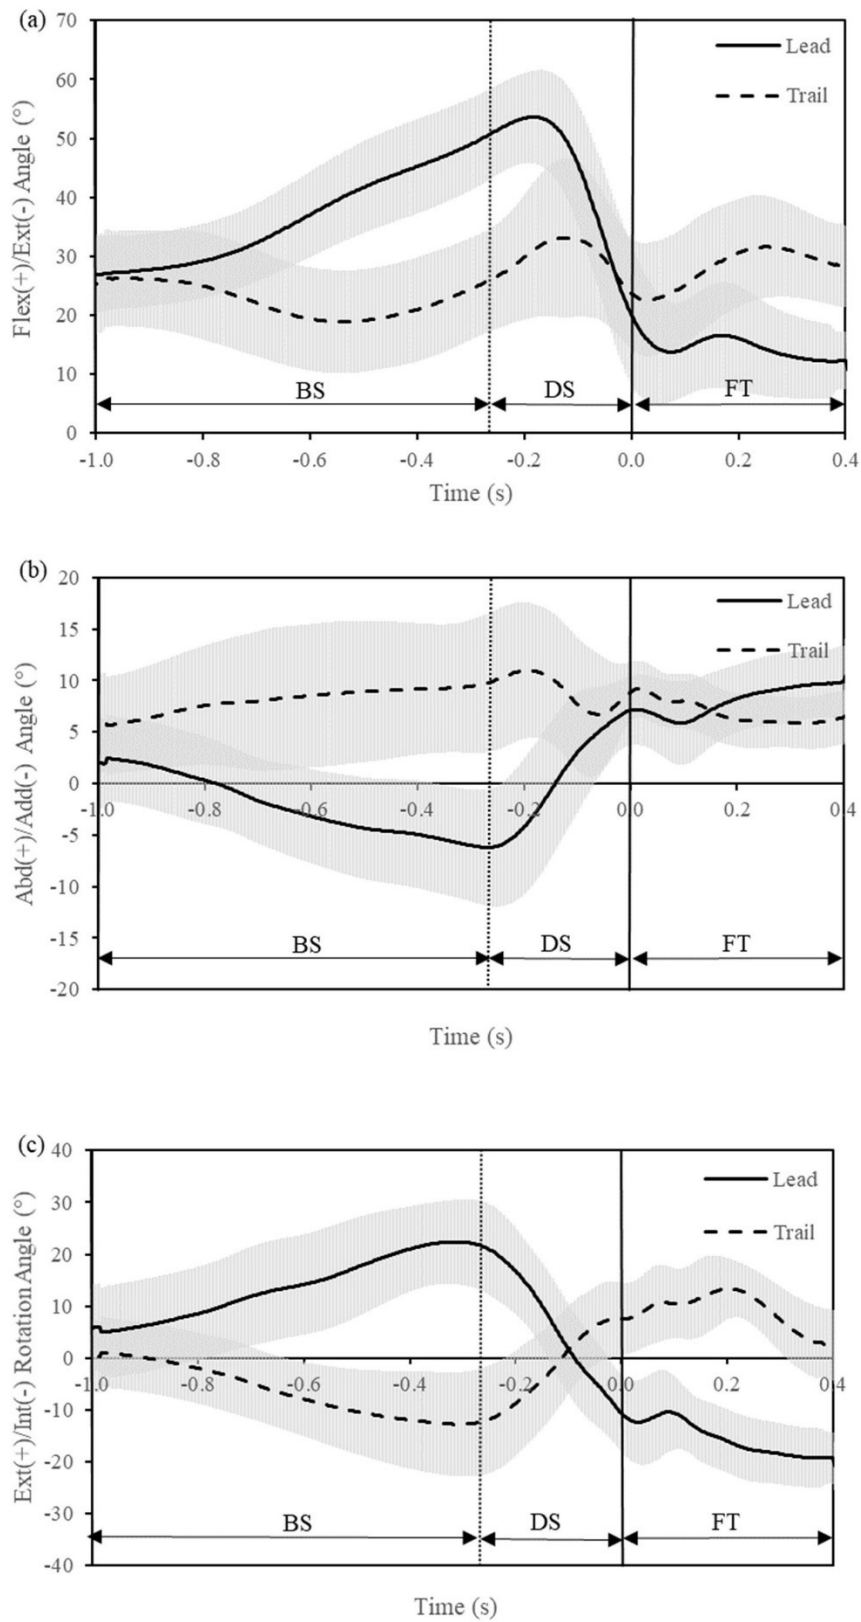 (a)
70
60
50
40
30
20
10
0
Flex(+)/Ext(-) Angle (°)
Lead
Trail
BS DS FT
-1.0 -0.8 -0.6 -0.4 -0.2 0.0 0.2 0.4
Time (s)
(b)
20
15
10
5
0
-5
-10
-15
-20
Abd(+)/Add(-) Angle (°)
Lead
Trail
-1.0 -0.8 -0.6 -0.4 -0.2 0.0 0.2 0.4
BS DS FT
Time (s)
(c)
40
30
20
10
0
-10
-20
-30
-40
Ext(+)/Int(-) Rotation Angle (°)
Lead
Trail
-1.0 -0.8 -0.6 -0.4 -0.2 0.0 0.2 0.4
BS DS FT
Time (s)